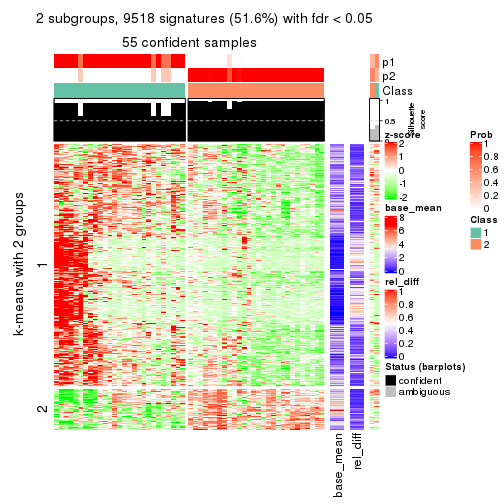 2 subgroups, 9518 signatures (51.6%) with fdr < 0.05
55 confident samples
p1
p2
Class
1
0.5
0
Silhouette
score
k-means with 2 groups
1
2
base_mean
rel_diff
z-score
2
1
0
-1
-2
base_mean
8
6
4
2
0
rel_diff
1
0.8
0.6
0.4
0.2
0
Status (barplots)
confident
ambiguous
Prob
1
0.8
0.6
0.4
0.2
0
Class
1
2